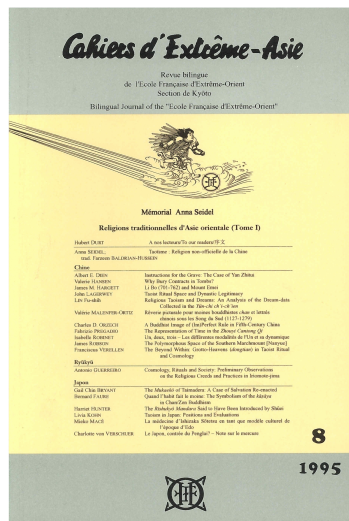 Cahiers d'Extrême-Asie
Revue bilingue
de l'Ecole Française d'Extrême-Orient
Section de Kyōto
Bilingual Journal of the "Ecole Française d'Extrême-Orient"
Mémorial Anna Seidel
Religions traditionnelles d'Asie orientale (Tome I)
Hubert DURT A nos lecteurs/To our readers/序文
Anna SEIDEL, Taoïsme : Religion non-officielle de la Chine
trad. Farzeen BALDRIAN-HUSSEIN
Chine
Albert E. DIEN Instructions for the Grave: The Case of Yan Zhitui
Valerie HANSEN Why Bury Contracts in Tombs?
James M. HARGETT Li Bo (701-762) and Mount Emei
John LAGERWEY Taoist Ritual Space and Dynastic Legitimacy
LIN Fu-shih Religious Taoism and Dreams: An Analysis of the Dream-data
Collected in the Yün-chi ch'i-ch'ien
Valérie MALENFER-ORTIZ Rêverie picturale pour moines bouddhistes chan et lettrés
chinois sous les Song du Sud (1127-1279)
Charles D. ORZECH A Buddhist Image of (Im)Perfect Rule in Fifth-Century China
Fabrizio PREGADIO The Representation of Time in the Zhouyi Cantong Qi
Isabelle ROBINET Un, deux, trois – Les différentes modalités de l'Un et sa dynamique
James ROBSON The Polymorphous Space of the Southern Marchmount [Nanyue]
Franciscus VERELLEN The Beyond Within: Grotto-Heavens (dongtian) in Taoist Ritual
and Cosmology
Ryūkyū
Antonio GUERREIRO Cosmology, Rituals and Society: Preliminary Observations
on the Religious Creeds and Practices in Iriomote-jima
Japon
Gail Chin BRYANT The Mukaekō of Taimadera: A Case of Salvation Re-enacted
Bernard FAURE Quand l'habit fait le moine: The Symbolism of the kāṣāya
in Chan/Zen Buddhism
Harriet HUNTER The Rishukyō Mandara Said to Have Been Introduced by Shūei
Livia KOHN Taoism in Japan: Positions and Evaluations
Mieko MACÉ La médecine d'Ishizaka Sōtetsu en tant que modèle culturel de
l'époque d'Edo
Charlotte von VERSCHUER Le Japon, contrée du Penglai? – Note sur le mercure
8
1995